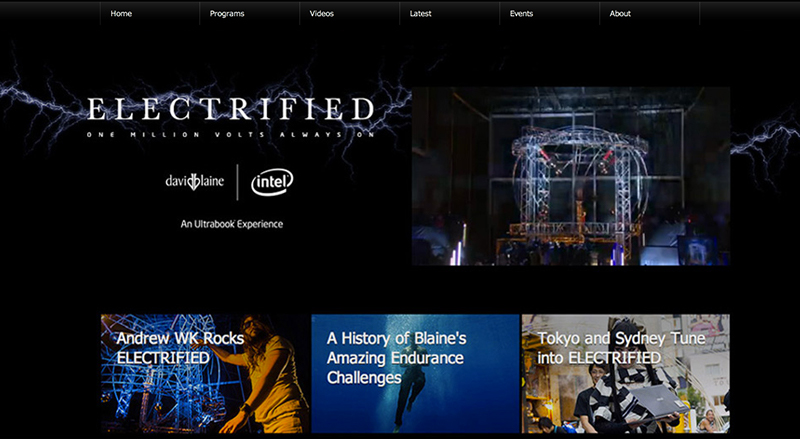 Home
Programs
Videos
Latest
Events
About
ELECTRIFIED
ONE MILLION VOLTS ALWAYS ON
davidblaine
intel
An Ultrabook Experience
Andrew WK Rocks
ELECTRIFIED
A History of Blaine's
Amazing Endurance
Challenges
Tokyo and Sydney Tune
into ELECTRIFIED